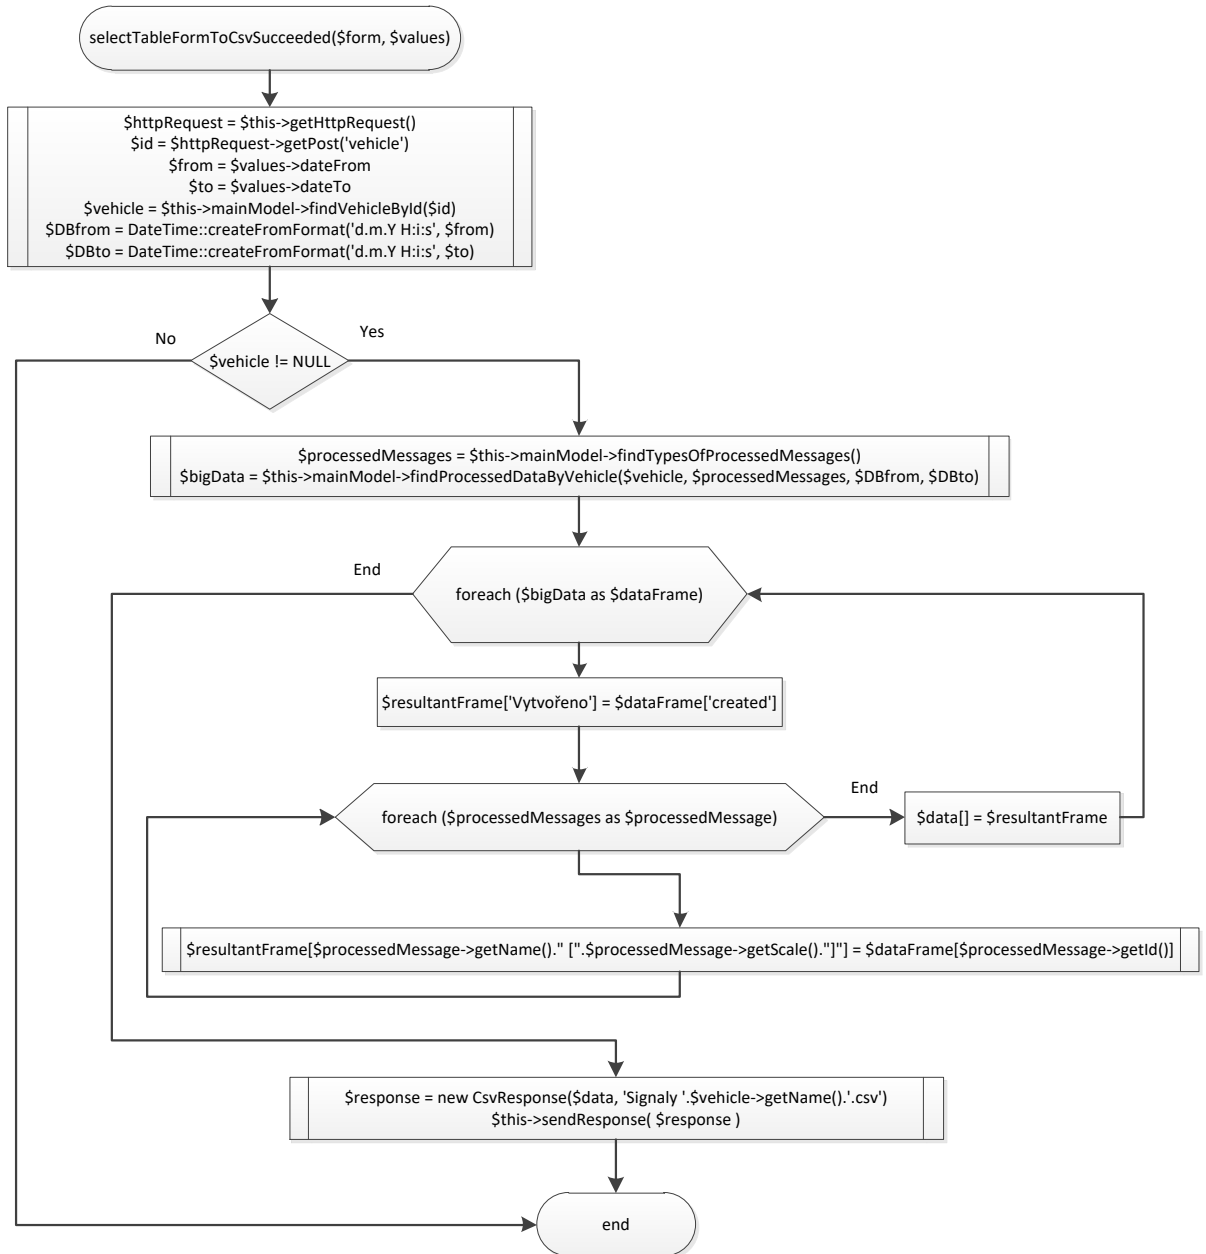 selectTableFormToCsvSucceeded($form, $values)
$httpRequest = $this->getHttpRequest()
$id = $httpRequest->getPost('vehicle')
$from = $values->dateFrom
$to = $values->dateTo
$vehicle = $this->mainModel->findVehicleById($id)
$DBfrom = DateTime::createFromFormat('d.m.Y H:i:s', $from)
$DBto = DateTime::createFromFormat('d.m.Y H:i:s', $to)
No
Yes
$vehicle != NULL
$processedMessages = $this->mainModel->findTypesOfProcessedMessages()
$bigData = $this->mainModel->findProcessedDataByVehicle($vehicle, $processedMessages, $DBfrom, $DBto)
End
foreach ($bigData as $dataFrame)
$resultantFrame['Vytvořeno'] = $dataFrame['created']
foreach ($processedMessages as $processedMessage)
End
$data[] = $resultantFrame
$resultantFrame[$processedMessage->getName()." [".$processedMessage->getScale()."]"] = $dataFrame[$processedMessage->getId()]
$response = new CsvResponse($data, 'Signaly '.$vehicle->getName().'.csv')
$this->sendResponse( $response )
end